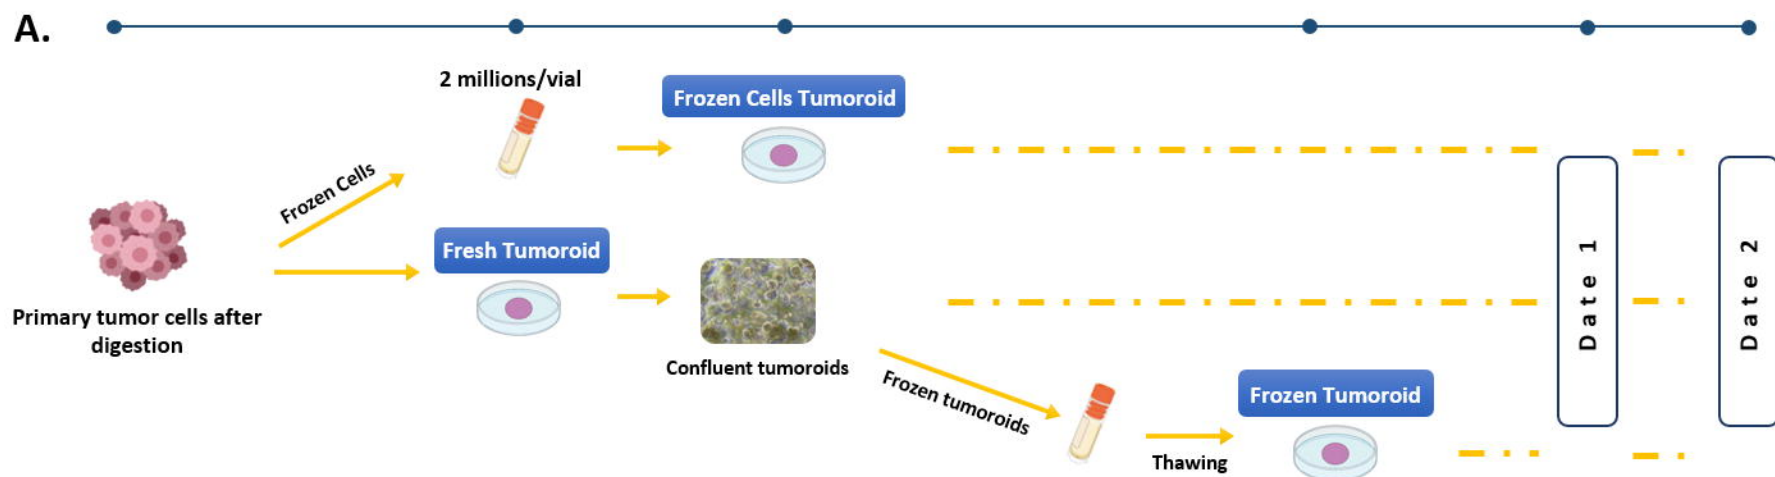 A.
2 millions/vial
Frozen Cells Tumoroid
Frozen Cells
Fresh Tumoroid
Primary tumor cells after
digestion
Confluent tumoroids
Frozen tumoroids
Thawing
Frozen Tumoroid
Date 1
Date 2